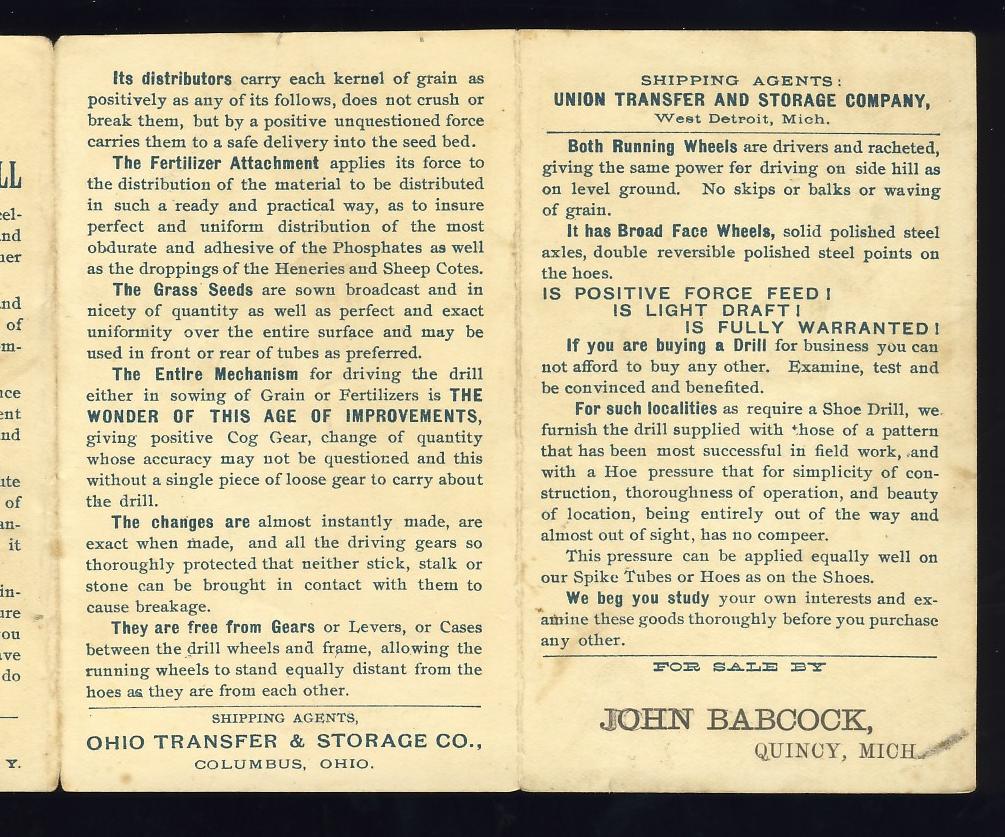 LL
cel-
and
ner
and
of
om-
nce
ent
and
ute
of
an-
it
in-
ure
you
ave
do
Y.
Its distributors carry each kernel of grain as
positively as any of its follows, does not crush or
break them, but by a positive unquestioned force
carries them to a safe delivery into the seed bed.
The Fertilizer Attachment applies its force to
the distribution of the material to be distributed
in such a ready and practical way, as to insure
perfect and uniform distribution of the most
obdurate and adhesive of the Phosphates as well
as the droppings of the Heneries and Sheep Cotes.
The Grass Seeds are sown broadcast and in
nicety of quantity as well as perfect and exact
uniformity over the entire surface and may be
used in front or rear of tubes as preferred.
The Entire Mechanism for driving the drill
either in sowing of Grain or Fertilizers is THE
WONDER OF THIS AGE OF IMPROVEMENTS,
giving positive Cog Gear, change of quantity
whose accuracy may not be questioned and this
without a single piece of loose gear to carry about
the drill.
The changes are almost instantly made, are
exact when made, and all the driving gears so
thoroughly protected that neither stick, stalk or
stone can be brought in contact with them to
cause breakage.
They are free from Gears or Levers, or Cases
between the drill wheels and frame, allowing the
running wheels to stand equally distant from the
hoes as they are from each other.
SHIPPING AGENTS,
OHIO TRANSFER & STORAGE CO.,
COLUMBUS, OHIO.
SHIPPING AGENTS:
UNION TRANSFER AND STORAGE COMPANY,
West Detroit, Mich.
Both Running Wheels are drivers and racheted,
giving the same power for driving on side hill as
on level ground. No skips or balks or waving
of grain.
It has Broad Face Wheels, solid polished steel
axles, double reversible polished steel points on
the hoes.
IS POSITIVE FORCE FEED!
IS LIGHT DRAFT!
IS FULLY WARRANTED!
If you are buying a Drill for business you can
not afford to buy any other. Examine, test and
be convinced and benefited.
For such localities as require a Shoe Drill, we
furnish the drill supplied with those of a pattern
that has been most successful in field work, and
with a Hoe pressure that for simplicity of con-
struction, thoroughness of operation, and beauty
of location, being entirely out of the way and
almost out of sight, has no compeer.
This pressure can be applied equally well on
our Spike Tubes or Hoes as on the Shoes.
We beg you study your own interests and ex-
amine these goods thoroughly before you purchase
any other.
FOR SALE BY
JOHN BABCOCK,
QUINCY, MICH.